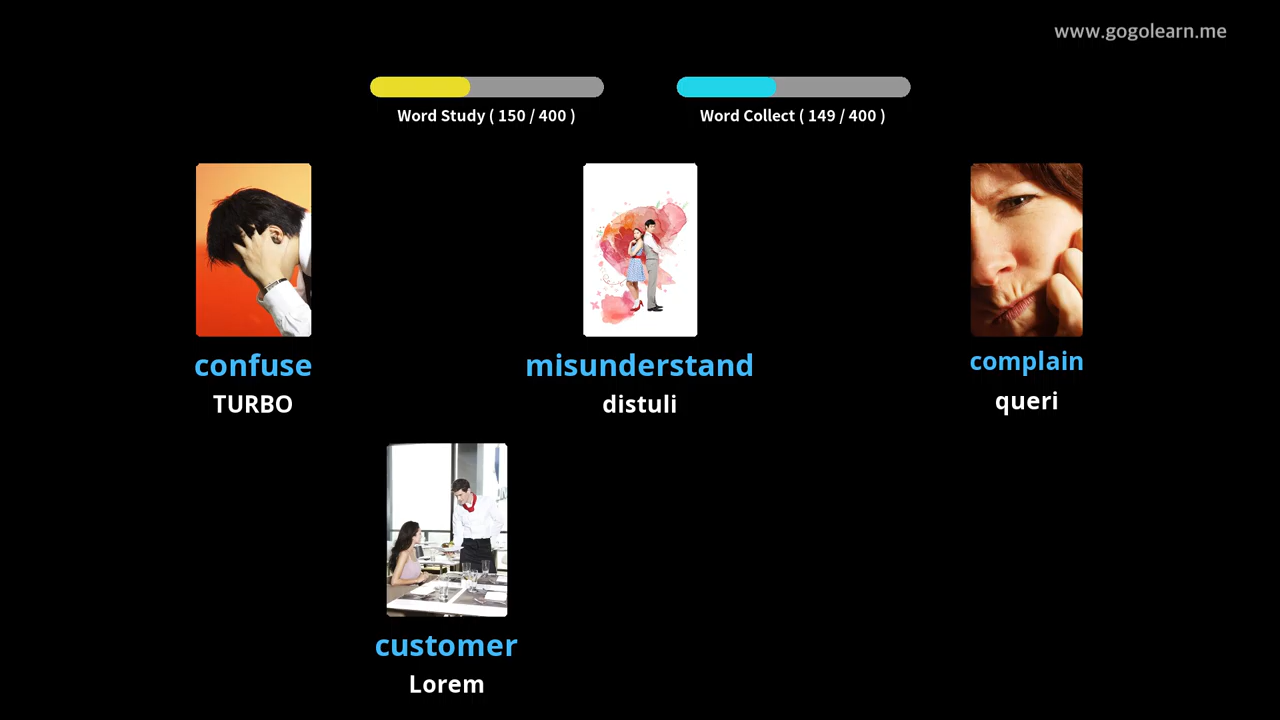 www.gogolearn.me
Word Study ( 150 / 400 )
Word Collect ( 149 / 400 )
confuse
TURBO
misunderstand
distuli
complain
queri
customer
Lorem